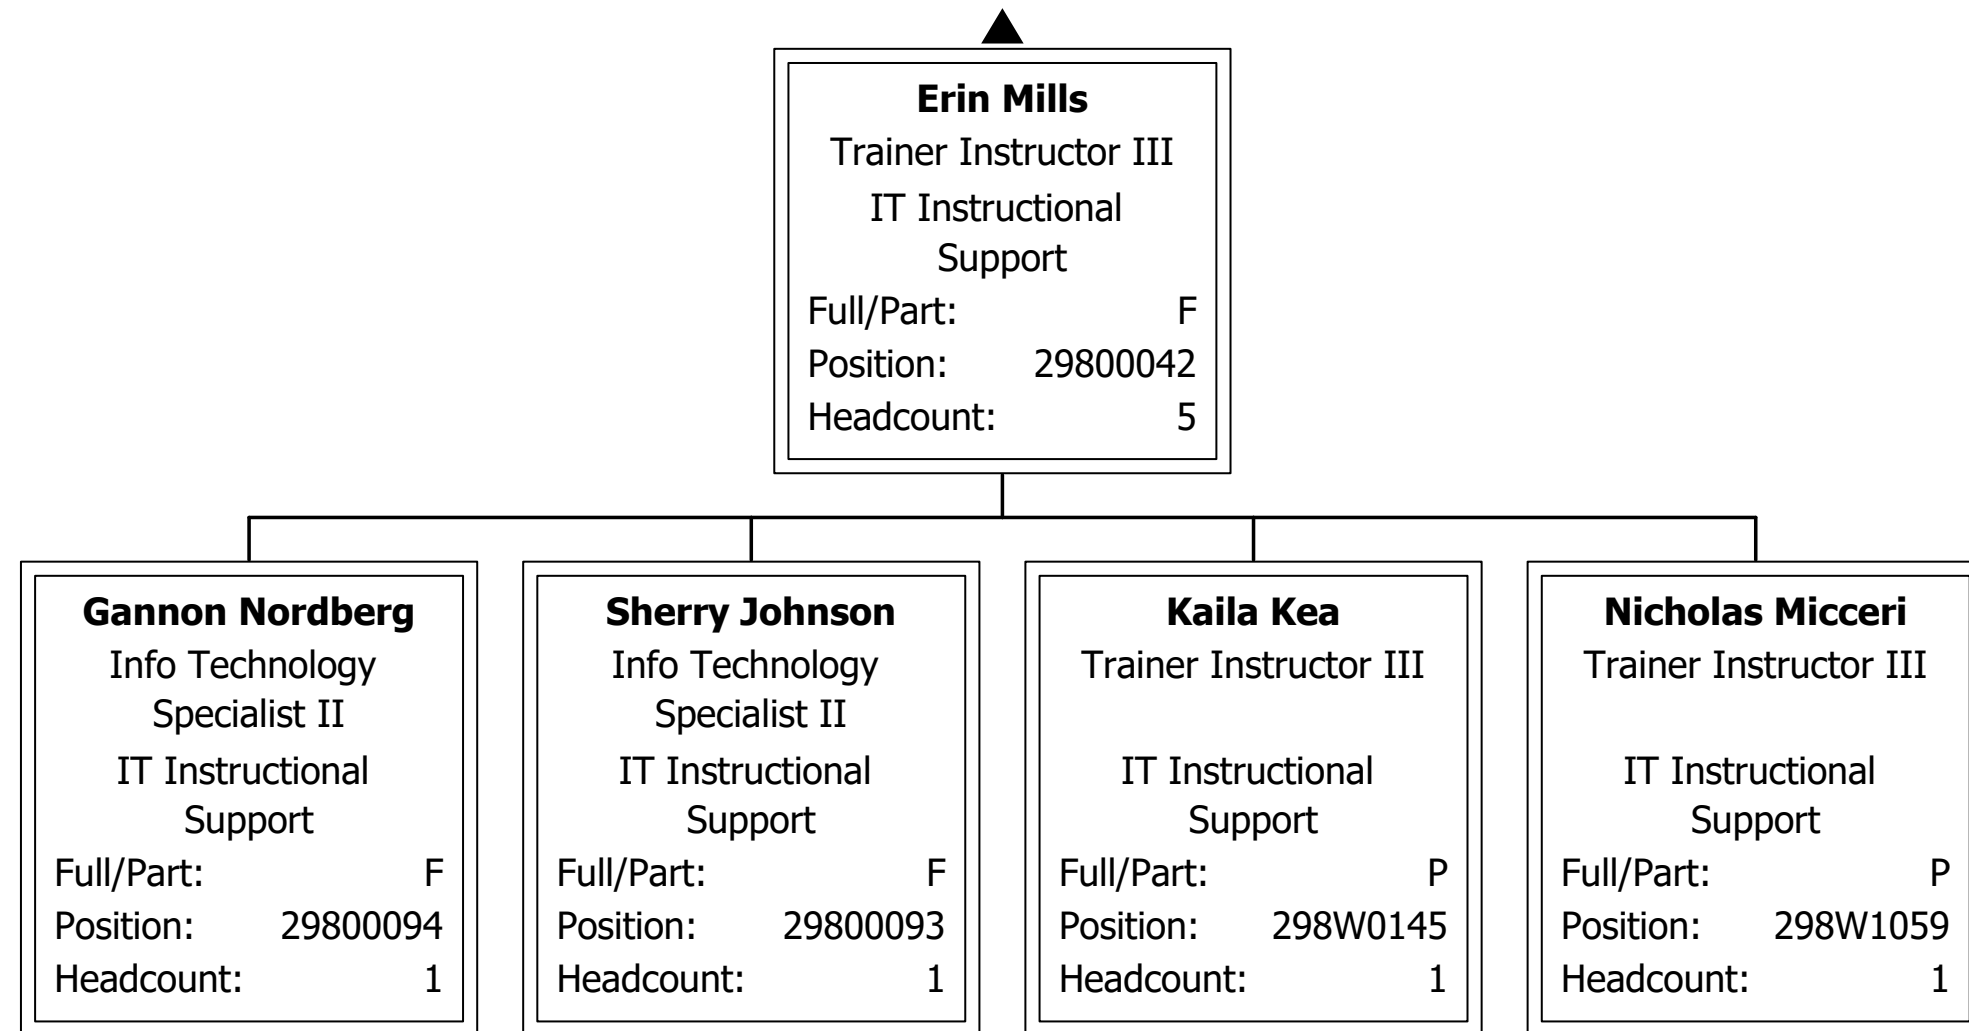 Erin Mills
Trainer Instructor III
IT Instructional
Support
Full/Part: F
Position: 29800042
Headcount: 5
Gannon Nordberg
Info Technology
Specialist II
IT Instructional
Support
Full/Part: F
Position: 29800094
Headcount: 1
Sherry Johnson
Info Technology
Specialist II
IT Instructional
Support
Full/Part: F
Position: 29800093
Headcount: 1
Kaila Kea
Trainer Instructor III
IT Instructional
Support
Full/Part: P
Position: 298W0145
Headcount: 1
Nicholas Micceri
Trainer Instructor III
IT Instructional
Support
Full/Part: P
Position: 298W1059
Headcount: 1